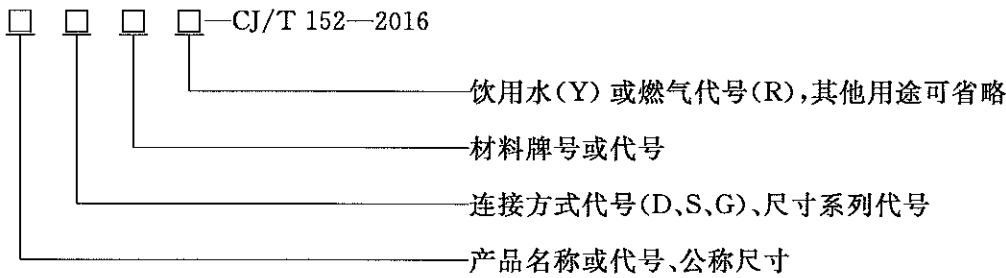 □ □ □ □—CJ/T 152—2016
饮用水(Y)或燃气代号(R),其他用途可省略
材料牌号或代号
连接方式代号(D、S、G)、尺寸系列代号
产品名称或代号、公称尺寸